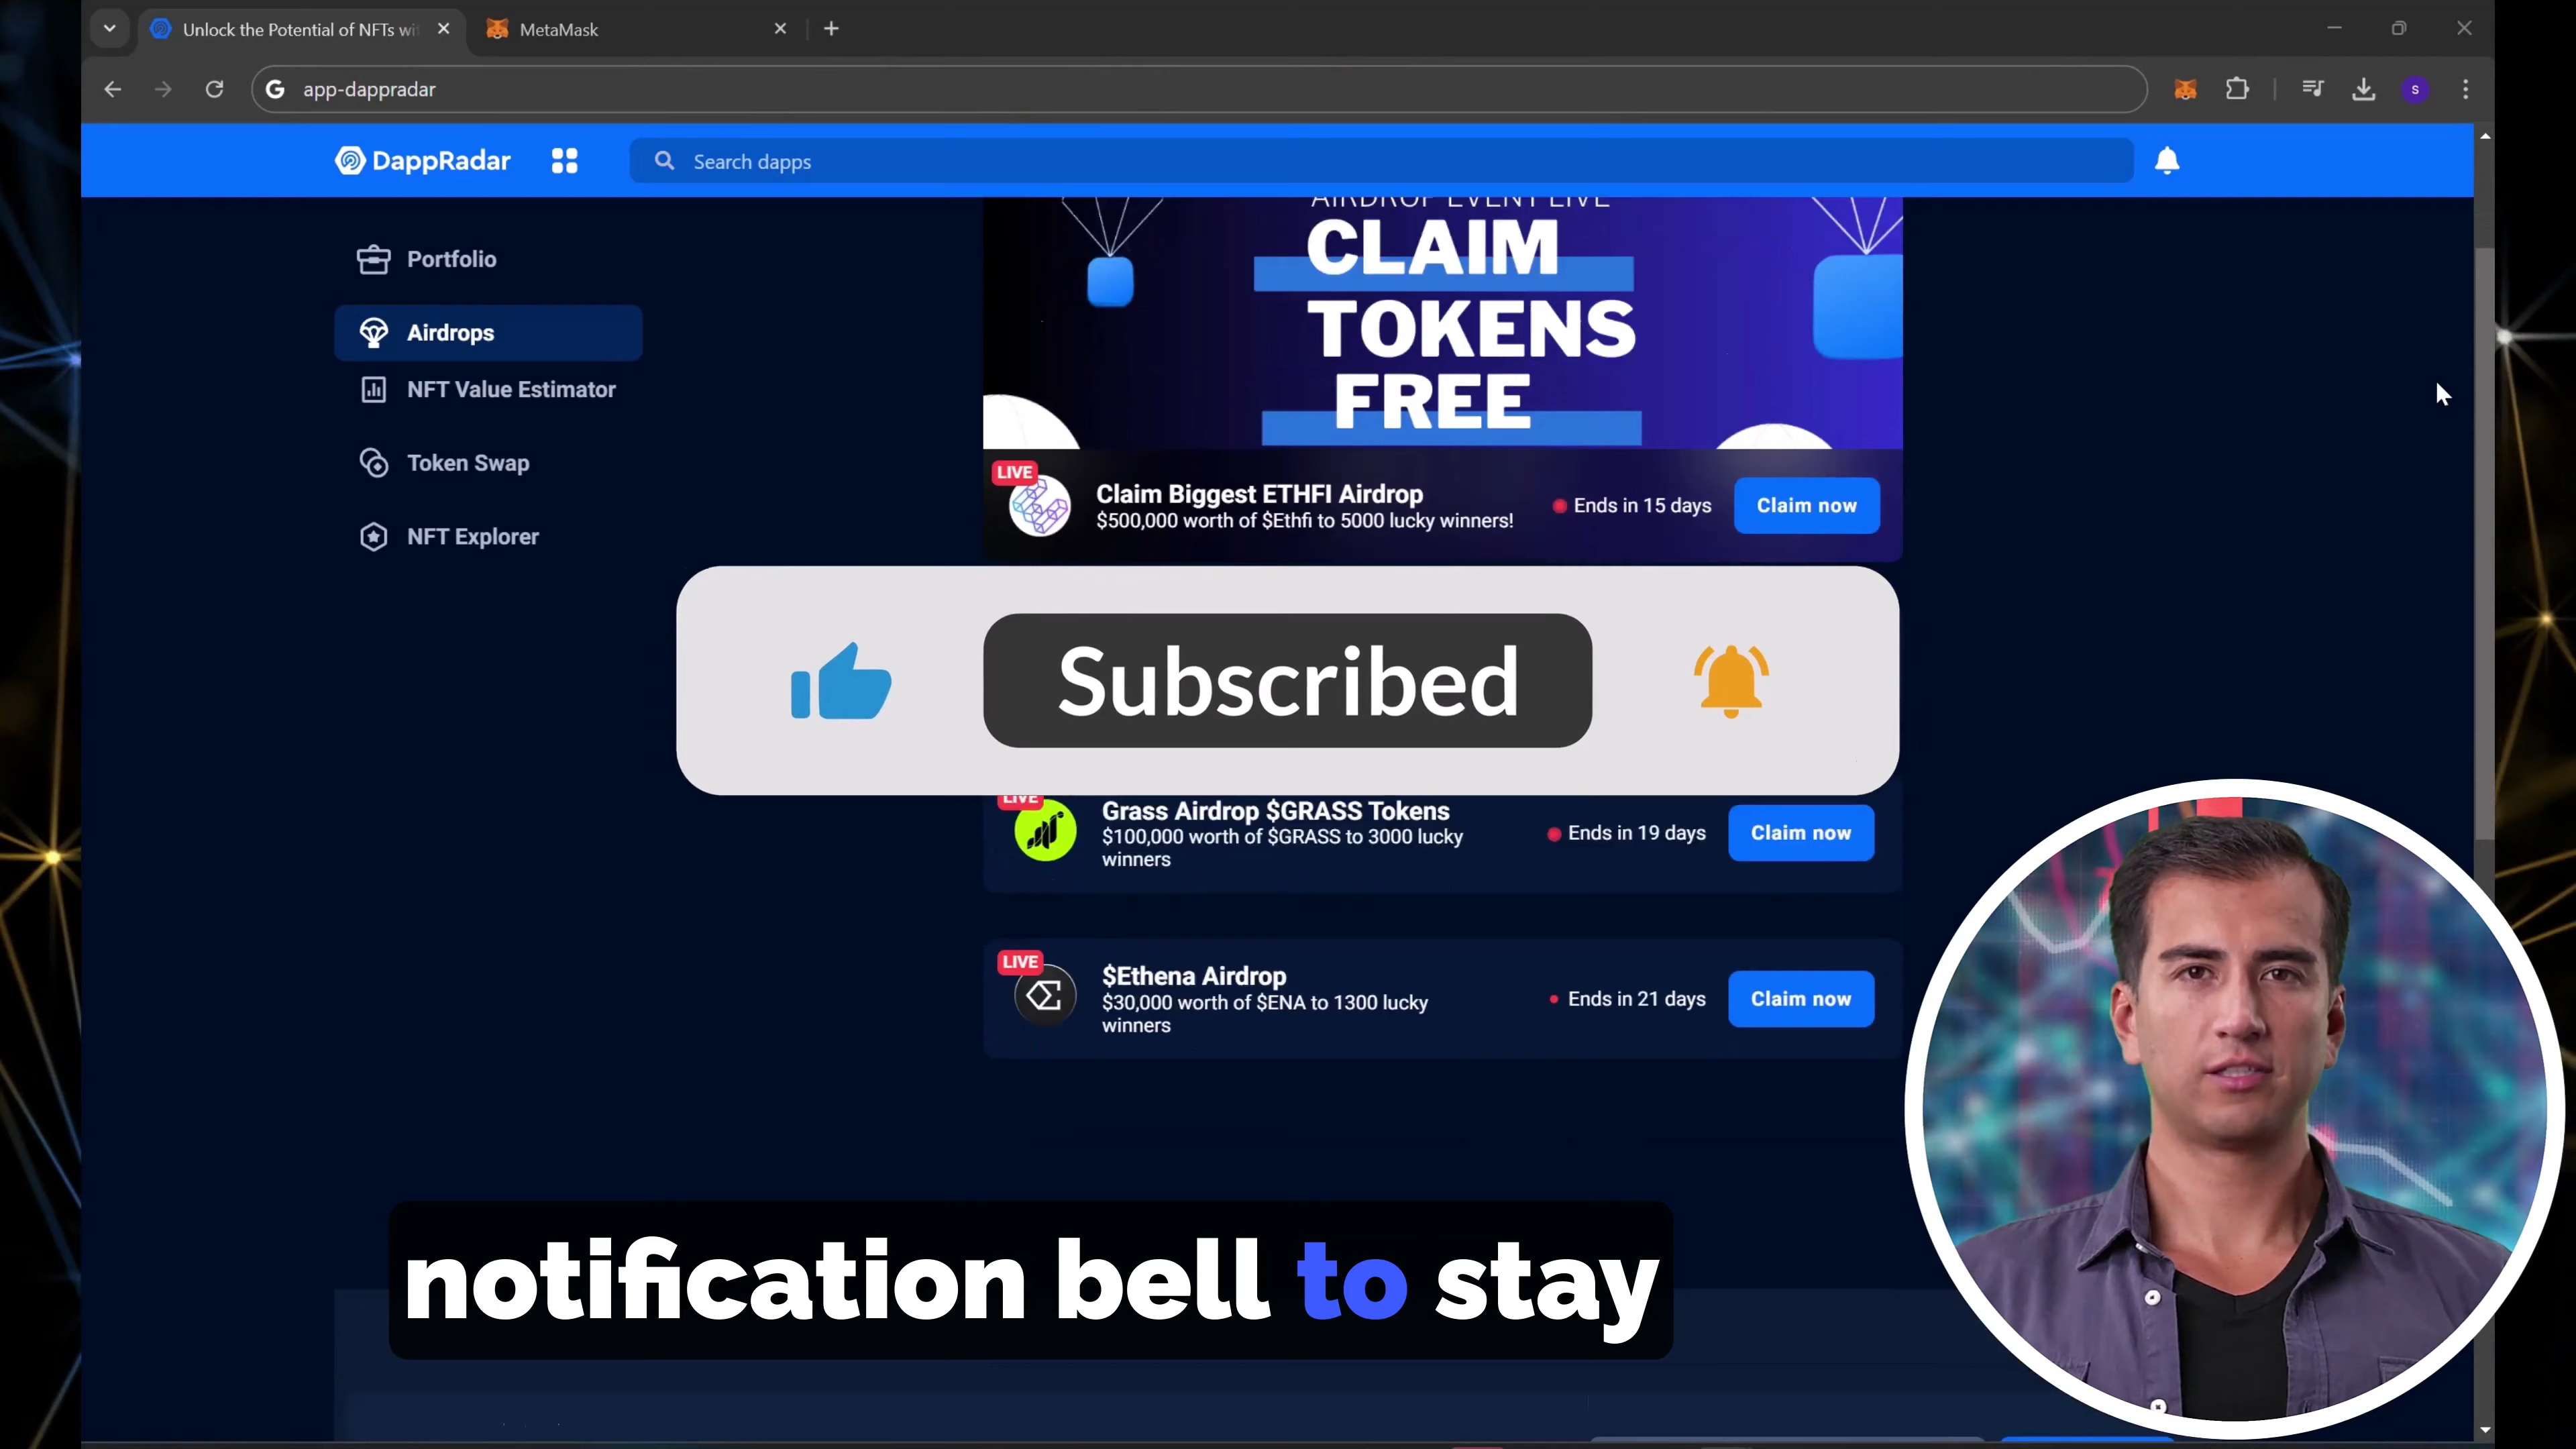 Unlock the Potential of NFTs wi
MetaMask
app-dappradar
S
DappRadar
Search dapps
Portfolio
Airdrops
NFT Value Estimator
Token Swap
NFT Explorer
AIRDROP EVENT LIVE
CLAIM
TOKENS
FREE
LIVE
Claim Biggest ETHFI Airdrop
$500,000 worth of $Ethfi to 5000 lucky winners!
Ends in 15 days
Claim now
Subscribed
LIVE
Grass Airdrop $GRASS Tokens
$100,000 worth of $GRASS to 3000 lucky
winners
Ends in 19 days
Claim now
LIVE
$Ethena Airdrop
$30,000 worth of $ENA to 1300 lucky
winners
Ends in 21 days
Claim now
notification bell to stay